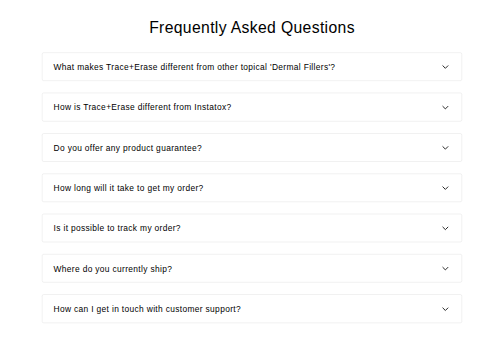 Frequently Asked Questions
What makes Trace+Erase different from other topical 'Dermal Fillers'?
How is Trace+Erase different from Instatox?
Do you offer any product guarantee?
How long will it take to get my order?
Is it possible to track my order?
Where do you currently ship?
How can I get in touch with customer support?